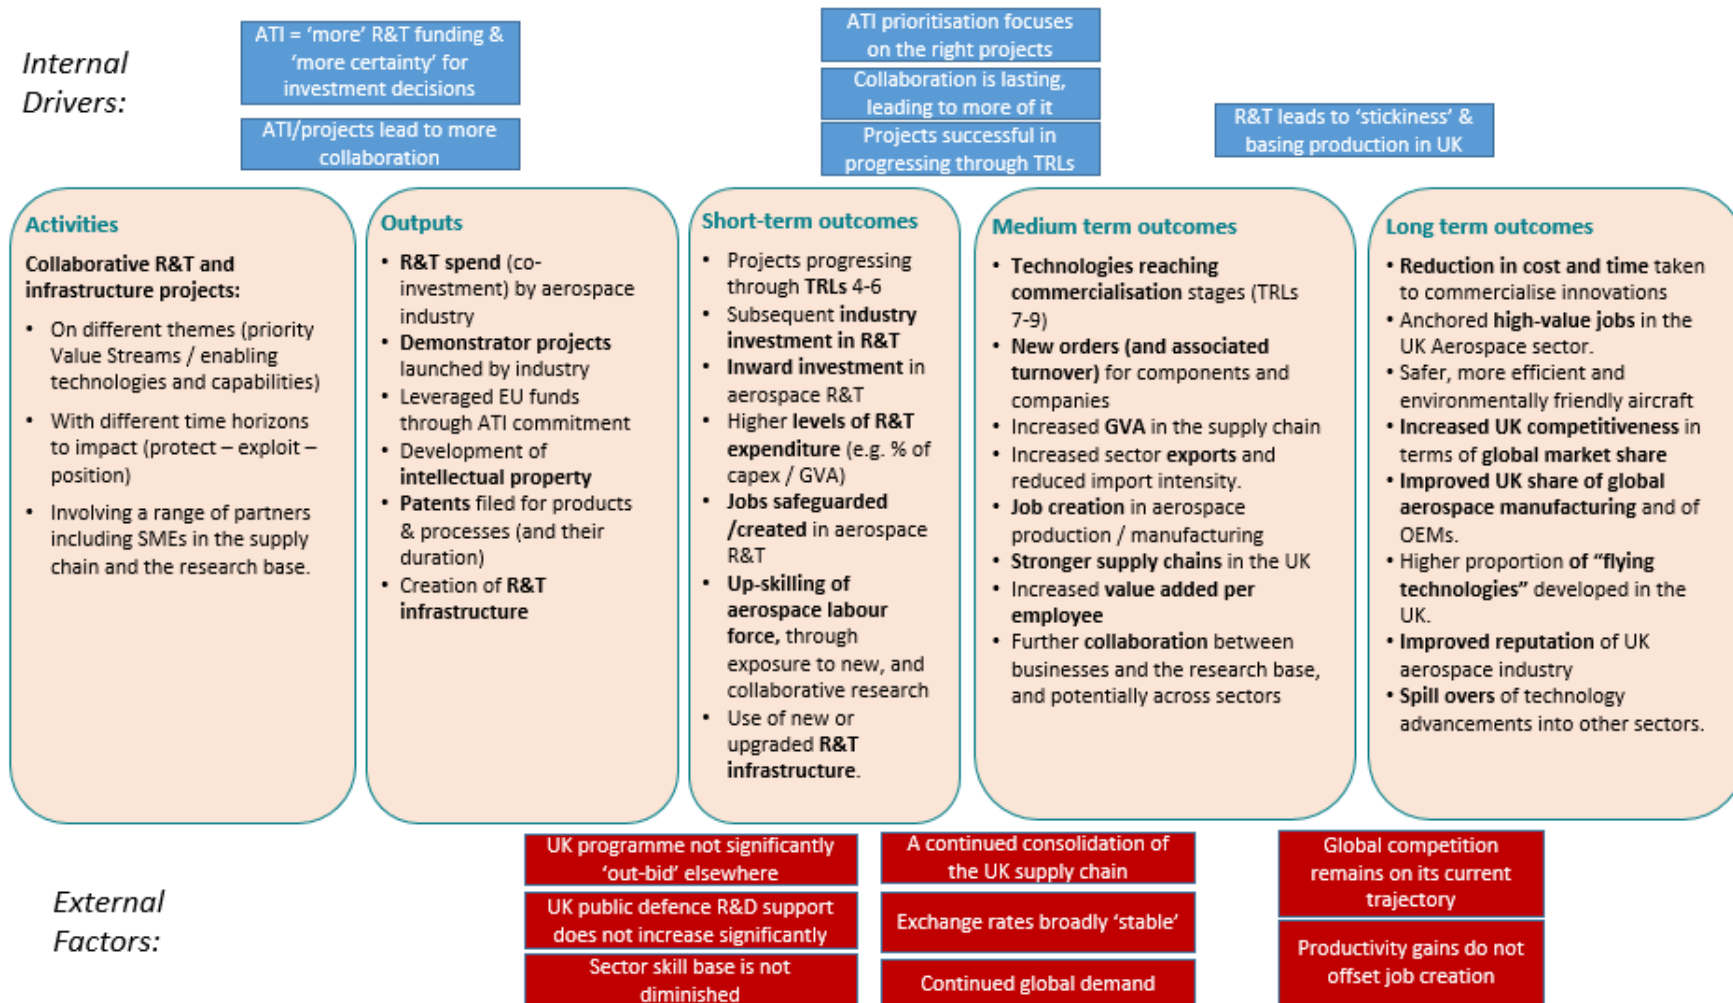 Internal
Drivers:
ATI = ‘more’ R&T funding &
‘more certainty’ for
investment decisions
ATI/projects lead to more
collaboration
ATI prioritisation focuses
on the right projects
Collaboration is lasting,
leading to more of it
Projects successful in
progressing through TRLs
R&T leads to ‘stickiness’ &
basing production in UK
Activities
Collaborative R&T and
infrastructure projects:
• On different themes (priority
Value Streams / enabling
technologies and capabilities)
• With different time horizons
to impact (protect – exploit –
position)
• Involving a range of partners
including SMEs in the supply
chain and the research base.
Outputs
• R&T spend (co-
investment) by aerospace
industry
• Demonstrator projects
launched by industry
• Leveraged EU funds
through ATI commitment
• Development of
intellectual property
• Patents filed for products
& processes (and their
duration)
• Creation of R&T
infrastructure
Short-term outcomes
• Projects progressing
through TRLs 4-6
• Subsequent industry
investment in R&T
• Inward investment in
aerospace R&T
• Higher levels of R&T
expenditure (e.g. % of
capex / GVA)
• Jobs safeguarded
/created in aerospace
R&T
• Up-skilling of
aerospace labour
force, through
exposure to new, and
collaborative research
• Use of new or
upgraded R&T
infrastructure.
Medium term outcomes
• Technologies reaching
commercialisation stages (TRLs
7-9)
• New orders (and associated
turnover) for components and
companies
• Increased GVA in the supply chain
• Increased sector exports and
reduced import intensity.
• Job creation in aerospace
production / manufacturing
• Stronger supply chains in the UK
• Increased value added per
employee
• Further collaboration between
businesses and the research base,
and potentially across sectors
Long term outcomes
• Reduction in cost and time taken
to commercialise innovations
• Anchored high-value jobs in the
UK Aerospace sector.
• Safer, more efficient and
environmentally friendly aircraft
• Increased UK competitiveness in
terms of global market share
• Improved UK share of global
aerospace manufacturing and of
OEMs.
• Higher proportion of “flying
technologies” developed in the
UK.
• Improved reputation of UK
aerospace industry
• Spill overs of technology
advancements into other sectors.
External
Factors:
UK programme not significantly
‘out-bid’ elsewhere
UK public defence R&D support
does not increase significantly
Sector skill base is not
diminished
A continued consolidation of
the UK supply chain
Exchange rates broadly ‘stable’
Continued global demand
Global competition
remains on its current
trajectory
Productivity gains do not
offset job creation